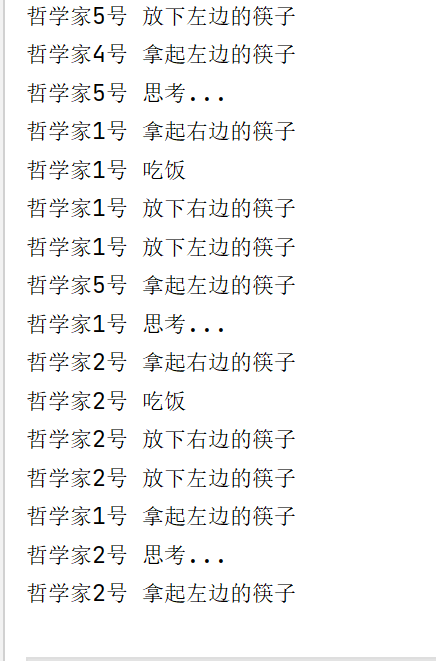 哲学家5号 放下左边的筷子
哲学家4号 拿起左边的筷子
哲学家5号 思考...
哲学家1号 拿起右边的筷子
哲学家1号 吃饭
哲学家1号 放下右边的筷子
哲学家1号 放下左边的筷子
哲学家5号 拿起左边的筷子
哲学家1号 思考...
哲学家2号 拿起右边的筷子
哲学家2号 吃饭
哲学家2号 放下右边的筷子
哲学家2号 放下左边的筷子
哲学家1号 拿起左边的筷子
哲学家2号 思考...
哲学家2号 拿起左边的筷子